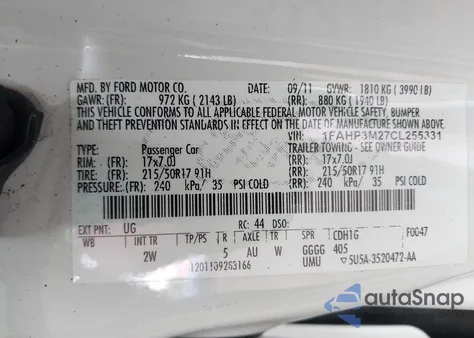 MFD. BY FORD MOTOR CO. DATE: 09/11 GVWR: 1810 KG ( 3990 LB)
GAWR: (FR): 972 KG ( 2143 LB) (RR): 880 KG ( 1940 LB)
THIS VEHICLE CONFORMS TO ALL APPLICABLE FEDERAL MOTOR VEHICLE SAFETY, BUMPER
AND THEFT PREVENTION STANDARDS IN EFFECT ON THE DATE OF MANUFACTURE SHOWN ABOVE.
VIN: 1FAHP3M27CL255331
TYPE: Passenger Car TRAILER TOWING - SEE OWNER GUIDE
RIM: 17x7.0J (RR): 17x7.0J
TIRE: 215/50R17 91H 215/50R17 91H
PRESSURE: (FR): 240 kPa/ 35 PSI COLD (RR): 240 kPa/ 35 PSI COLD
EXT PNT: UG RC: 44 DSO: F0G47
WB INT TR TP/PS R AXLE TR SPR CDH1G
2W 5 AU W GGGG 405
1201109253166 UMU ▽ 5U5A-3520472-AA
autoSnap